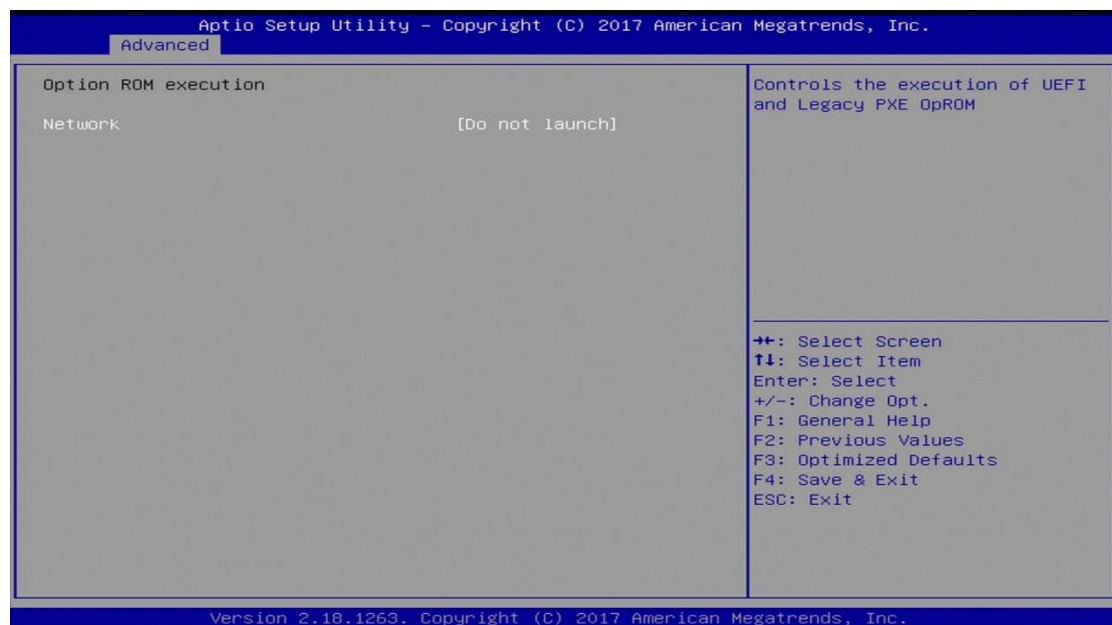 Aptio Setup Utility – Copyright (C) 2017 American Megatrends, Inc.
Advanced
Option ROM execution
Network [Do not launch]
Controls the execution of UEFI
and Legacy PXE OpROM
→←: Select Screen
↑↓: Select Item
Enter: Select
+/-: Change Opt.
F1: General Help
F2: Previous Values
F3: Optimized Defaults
F4: Save & Exit
ESC: Exit
Version 2.18.1263. Copyright (C) 2017 American Megatrends, Inc.